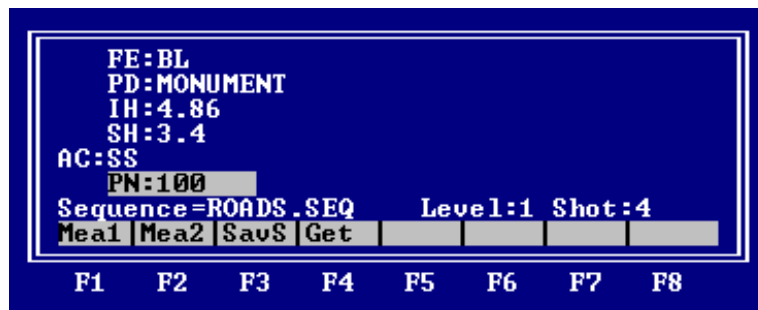 FE:BL
PD:MONUMENT
IH:4.86
SH:3.4
AC:SS
PN:100
Sequence=ROADS.SEQ Level:1 Shot:4
Mea1 Mea2 SavS Get
F1 F2 F3 F4 F5 F6 F7 F8